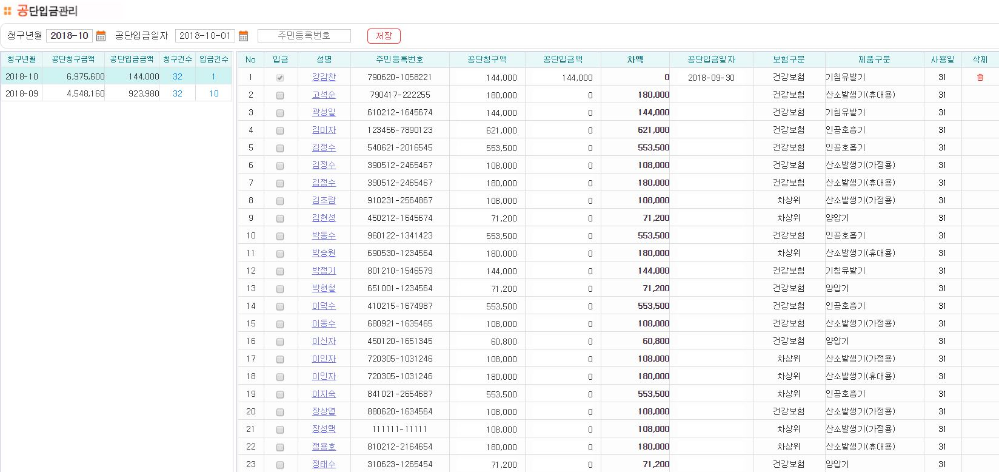 공단입금관리
청구년월 2018-10 공단입금일자 2018-10-01 주민등록번호 저장
청구년월 공단청구금액 공단입금금액 청구건수 입금건수
2018-10 6,975,600 144,000 32 1
2018-09 4,548,160 923,980 32 10
No 입금 성명 주민등록번호 공단청구액 공단입금액 차액 공단입금일자 보험구분 제품구분 사용일 삭제
1 강감찬 790620-1058221 144,000 144,000 0 2018-09-30 건강보험 기침유발기 31
2 고석순 790417-222255 180,000 0 180,000 건강보험 산소발생기(휴대용) 31
3 곽성일 610212-1645674 144,000 0 144,000 건강보험 기침유발기 31
4 김미자 123456-7890123 621,000 0 621,000 건강보험 인공호흡기 31
5 김정수 540621-2016545 553,500 0 553,500 건강보험 인공호흡기 31
6 김정수 390512-2465467 108,000 0 108,000 건강보험 산소발생기(가정용) 31
7 김정수 390512-2465467 180,000 0 180,000 건강보험 산소발생기(휴대용) 31
8 김조람 910231-2564867 108,000 0 108,000 차상위 산소발생기(가정용) 31
9 김현성 450212-1645674 71,200 0 71,200 차상위 양압기 31
10 박동수 960122-1341423 553,500 0 553,500 건강보험 인공호흡기 31
11 박승원 690530-1234564 180,000 0 180,000 차상위 산소발생기(휴대용) 31
12 박정기 801210-1546579 144,000 0 144,000 건강보험 기침유발기 31
13 박현철 651001-1234564 71,200 0 71,200 건강보험 양압기 31
14 이덕수 410215-1674987 553,500 0 553,500 건강보험 인공호흡기 31
15 이동수 680921-1635465 108,000 0 108,000 건강보험 산소발생기(가정용) 31
16 이신자 450120-1651345 60,800 0 60,800 건강보험 양압기 31
17 이인자 720305-1031246 108,000 0 108,000 차상위 산소발생기(가정용) 31
18 이인자 720305-1031246 180,000 0 180,000 차상위 산소발생기(휴대용) 31
19 이지숙 841021-2654687 553,500 0 553,500 차상위 인공호흡기 31
20 장상엽 880620-1634564 108,000 0 108,000 건강보험 산소발생기(가정용) 31
21 장성택 111111-11111 108,000 0 108,000 차상위 산소발생기(가정용) 31
22 정용호 810212-2164654 180,000 0 180,000 차상위 산소발생기(휴대용) 31
23 정태수 310623-1265454 71,200 0 71,200 건강보험 양압기 31